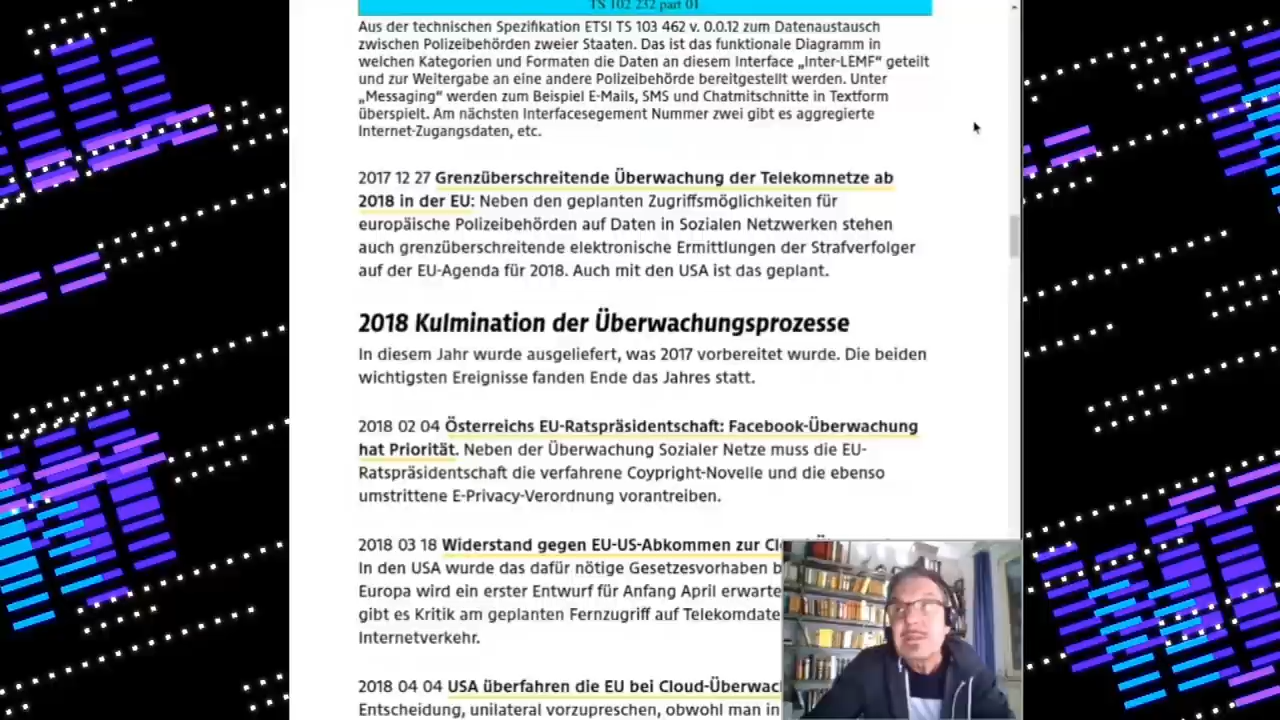 TS 102 232 part 01
Aus der technischen Spezifikation ETSI TS 103 462 v. 0.0.12 zum Datenaustausch
zwischen Polizeibehörden zweier Staaten. Das ist das funktionale Diagramm in
welchen Kategorien und Formaten die Daten an diesem Interface „Inter-LEMF“ geteilt
und zur Weitergabe an eine andere Polizeibehörde bereitgestellt werden. Unter
„Messaging“ werden zum Beispiel E-Mails, SMS und Chatmitschnitte in Textform
überspielt. Am nächsten Interfacesegement Nummer zwei gibt es aggregierte
Internet-Zugangsdaten, etc.
2017 12 27 Grenzüberschreitende Überwachung der Telekomnetze ab
2018 in der EU: Neben den geplanten Zugriffsmöglichkeiten für
europäische Polizeibehörden auf Daten in Sozialen Netzwerken stehen
auch grenzüberschreitende elektronische Ermittlungen der Strafverfolger
auf der EU-Agenda für 2018. Auch mit den USA ist das geplant.
2018 Kulmination der Überwachungsprozesse
In diesem Jahr wurde ausgeliefert, was 2017 vorbereitet wurde. Die beiden
wichtigsten Ereignisse fanden Ende das Jahres statt.
2018 02 04 Österreichs EU-Ratspräsidentschaft: Facebook-Überwachung
hat Priorität. Neben der Überwachung Sozialer Netze muss die EU-
Ratspräsidentschaft die verfahrene Coypright-Novelle und die ebenso
umstrittene E-Privacy-Verordnung vorantreiben.
2018 03 18 Widerstand gegen EU-US-Abkommen zur
In den USA wurde das dafür nötige Gesetzesvorhaben
Europa wird ein erster Entwurf für Anfang April
gibt es Kritik am geplanten Fernzugriff auf
Internetverkehr.
2018 04 04 USA überfahren die EU bei
Entscheidung, unilateral vorzupreschen, obwohl man in